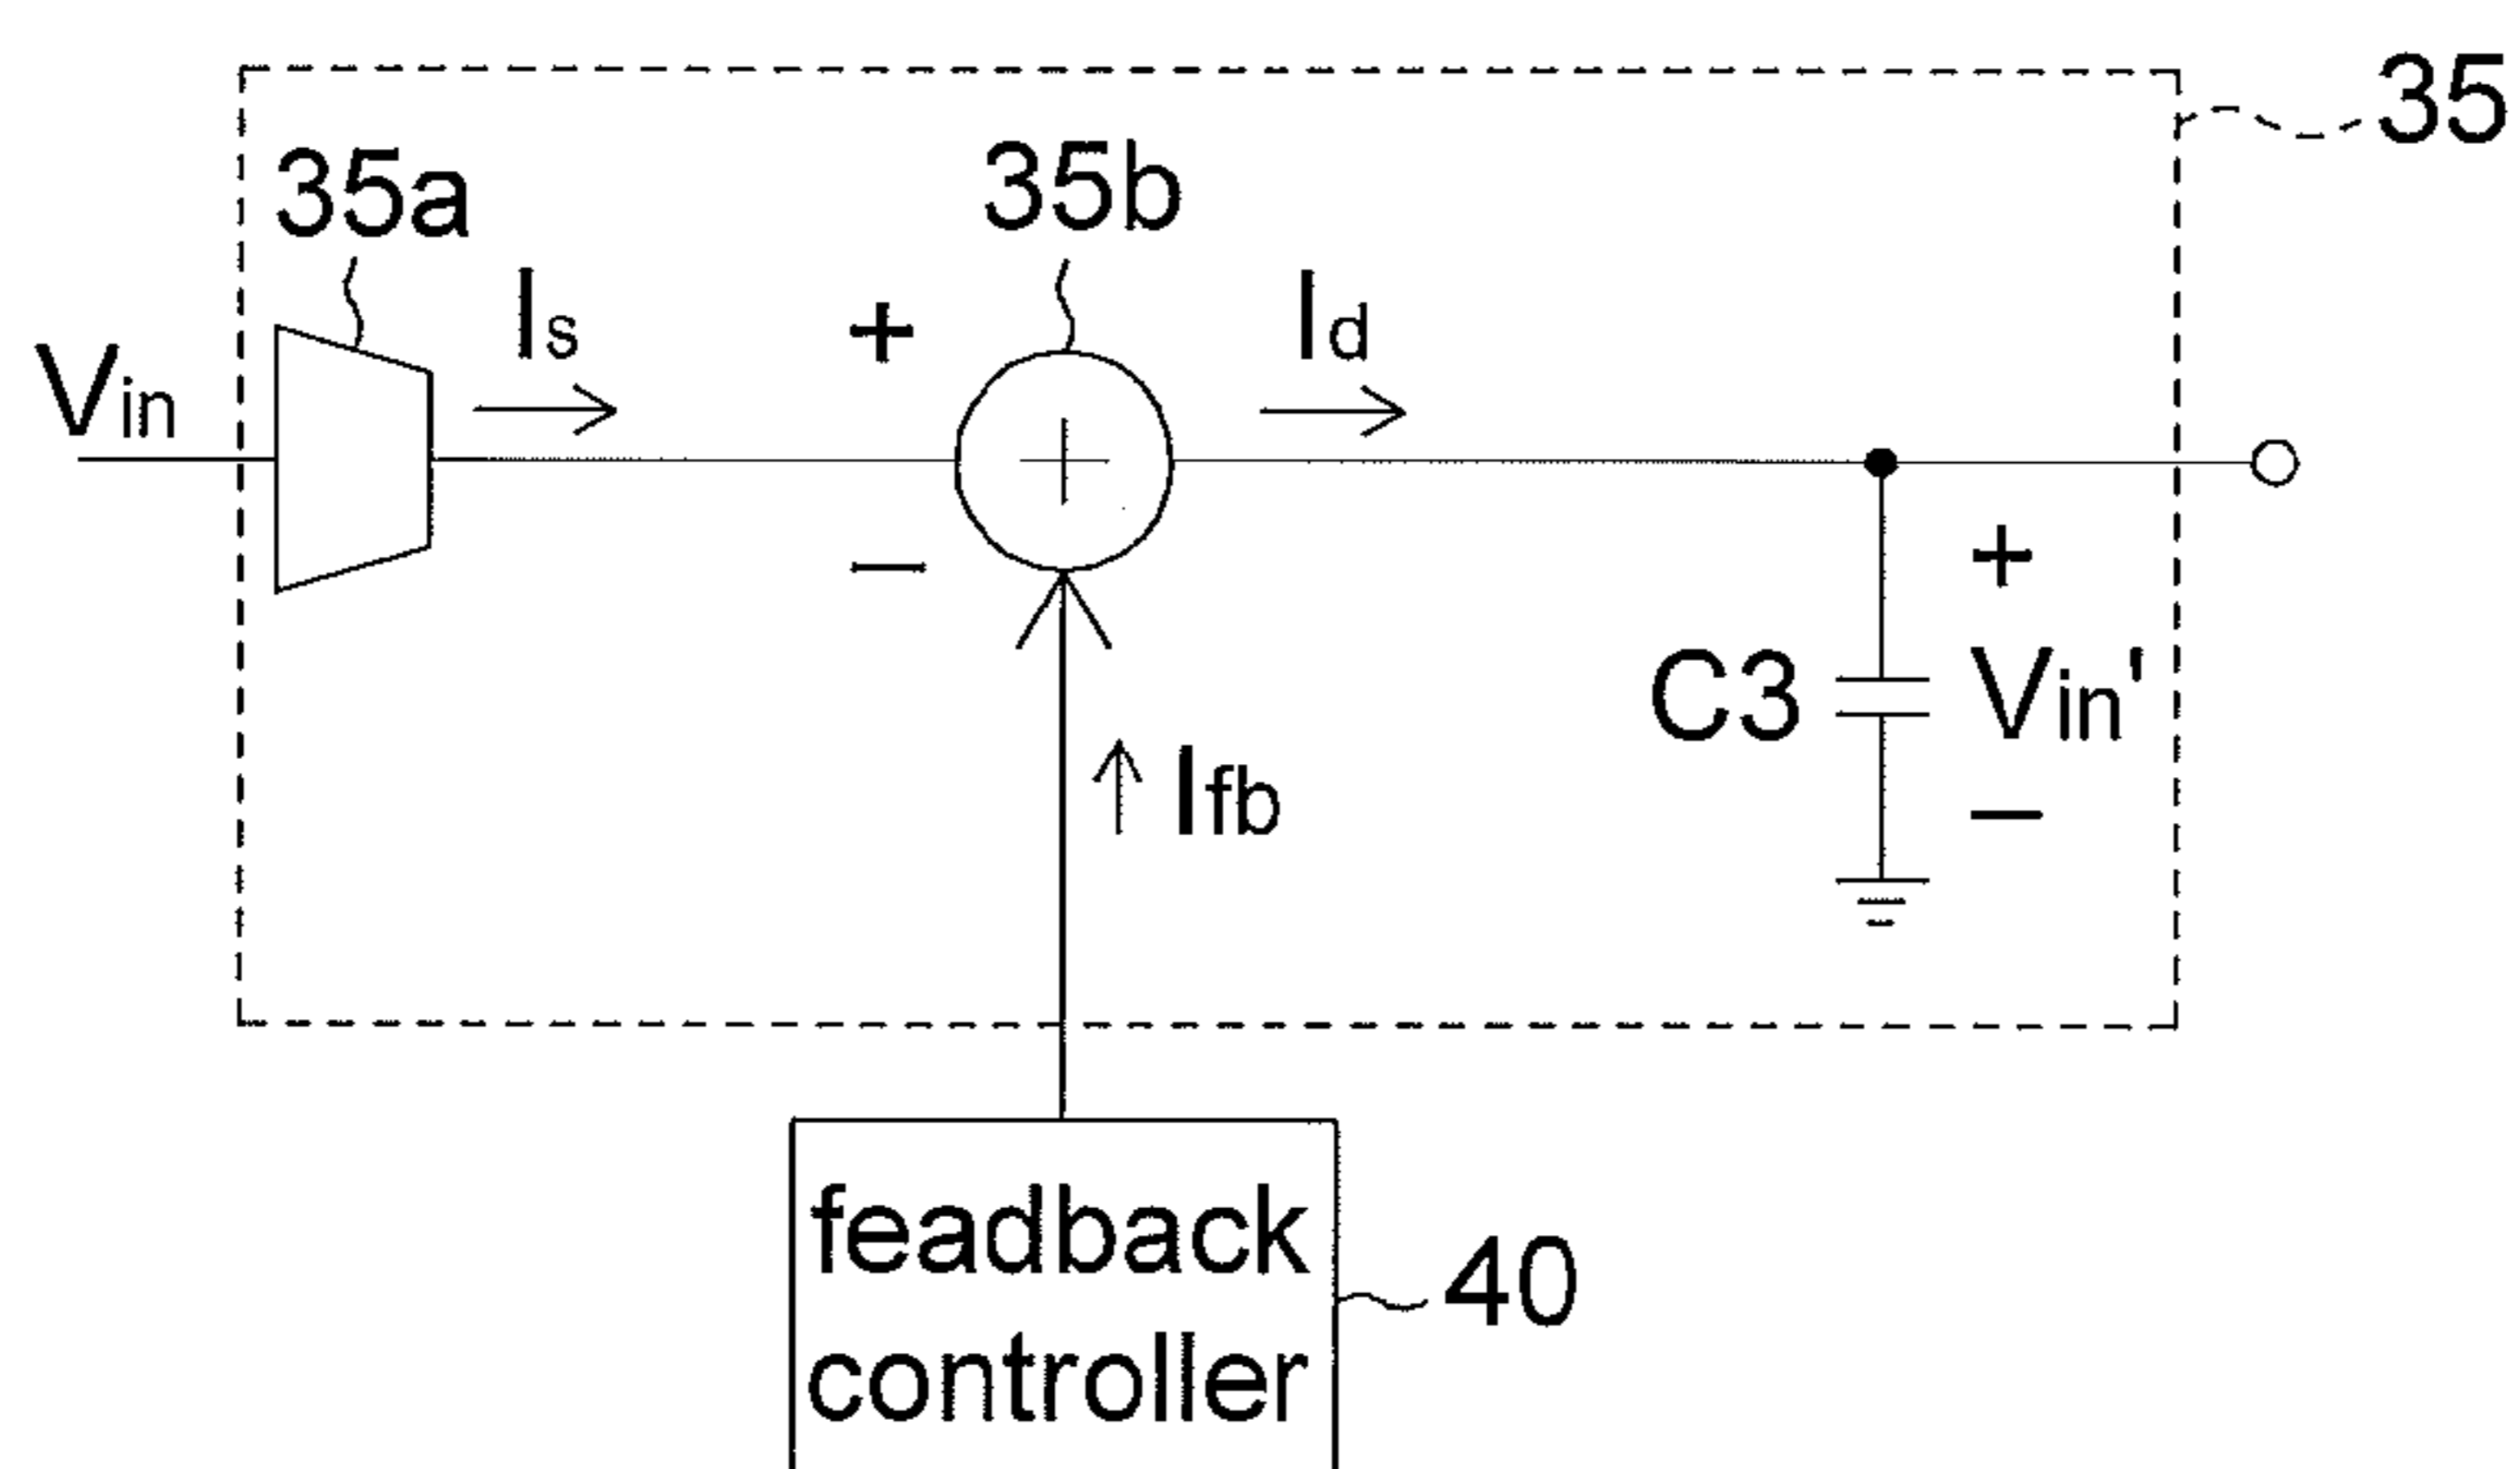 35
35a
35b
Is
+
Id
Vin
−
+
C3
Vin'
−
Ifb
feadback
controller
40